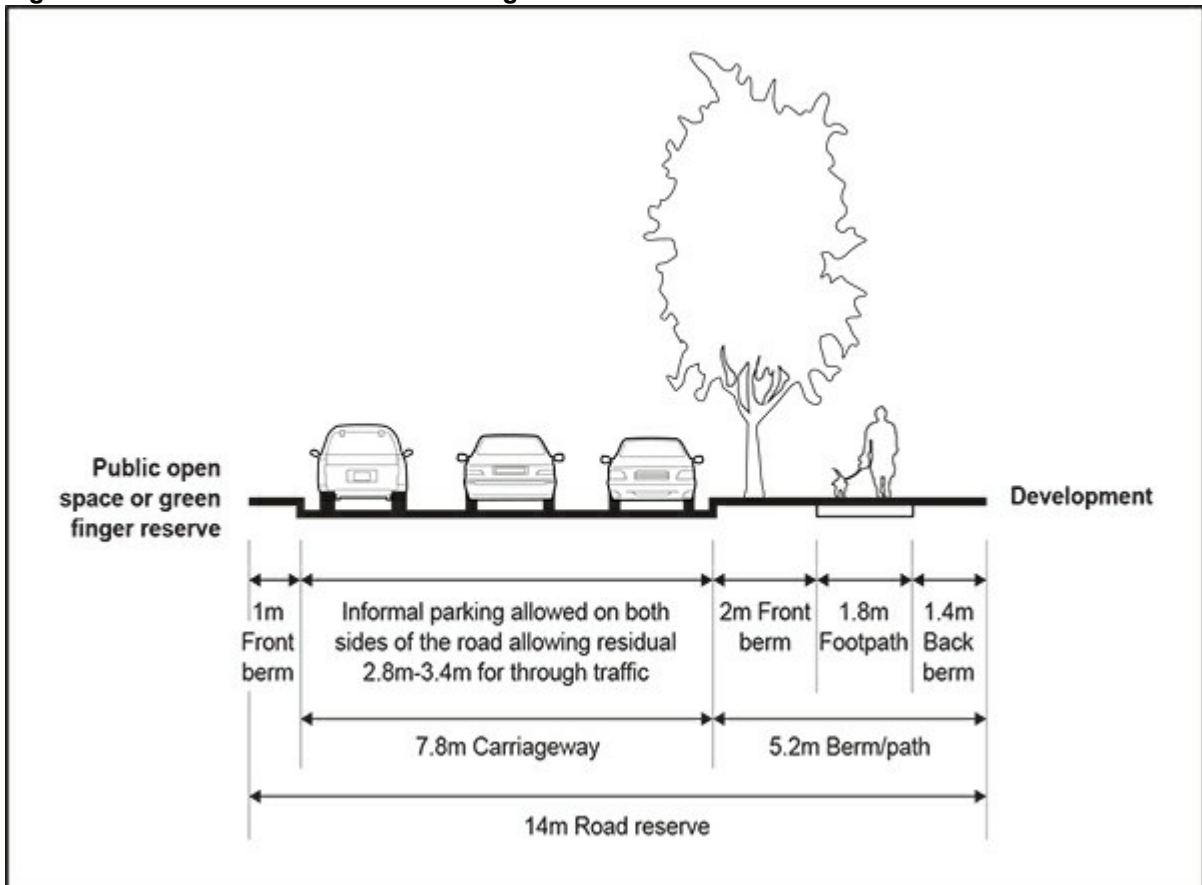 Public open
space or green
finger reserve
Development
1m
Front
berm
Informal parking allowed on both
sides of the road allowing residual
2.8m-3.4m for through traffic
2m Front
berm
1.8m
Footpath
1.4m
Back
berm
7.8m Carriageway
5.2m Berm/path
14m Road reserve